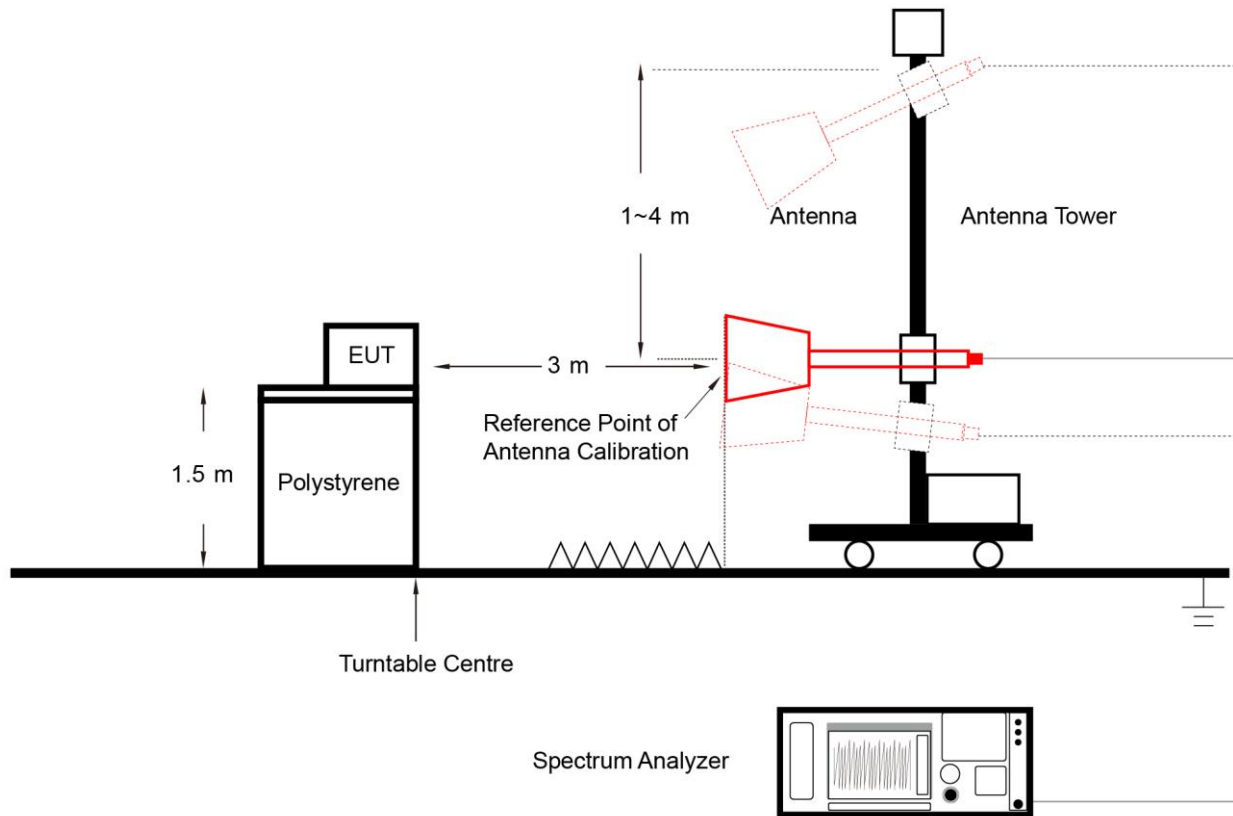 1~4 m
Antenna
Antenna Tower
EUT
3 m
Reference Point of
Antenna Calibration
1.5 m
Polystyrene
Turntable Centre
Spectrum Analyzer